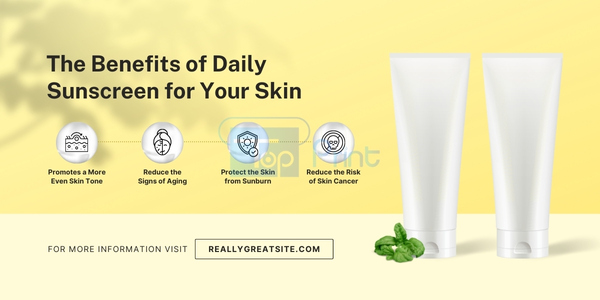 The Benefits of Daily
Sunscreen for Your Skin
Promotes a More
Even Skin Tone
Reduce the
Signs of Aging
Protect the Skin
from Sunburn
Reduce the Risk
of Skin Cancer
FOR MORE INFORMATION VISIT
REALLYGREATSITE.COM